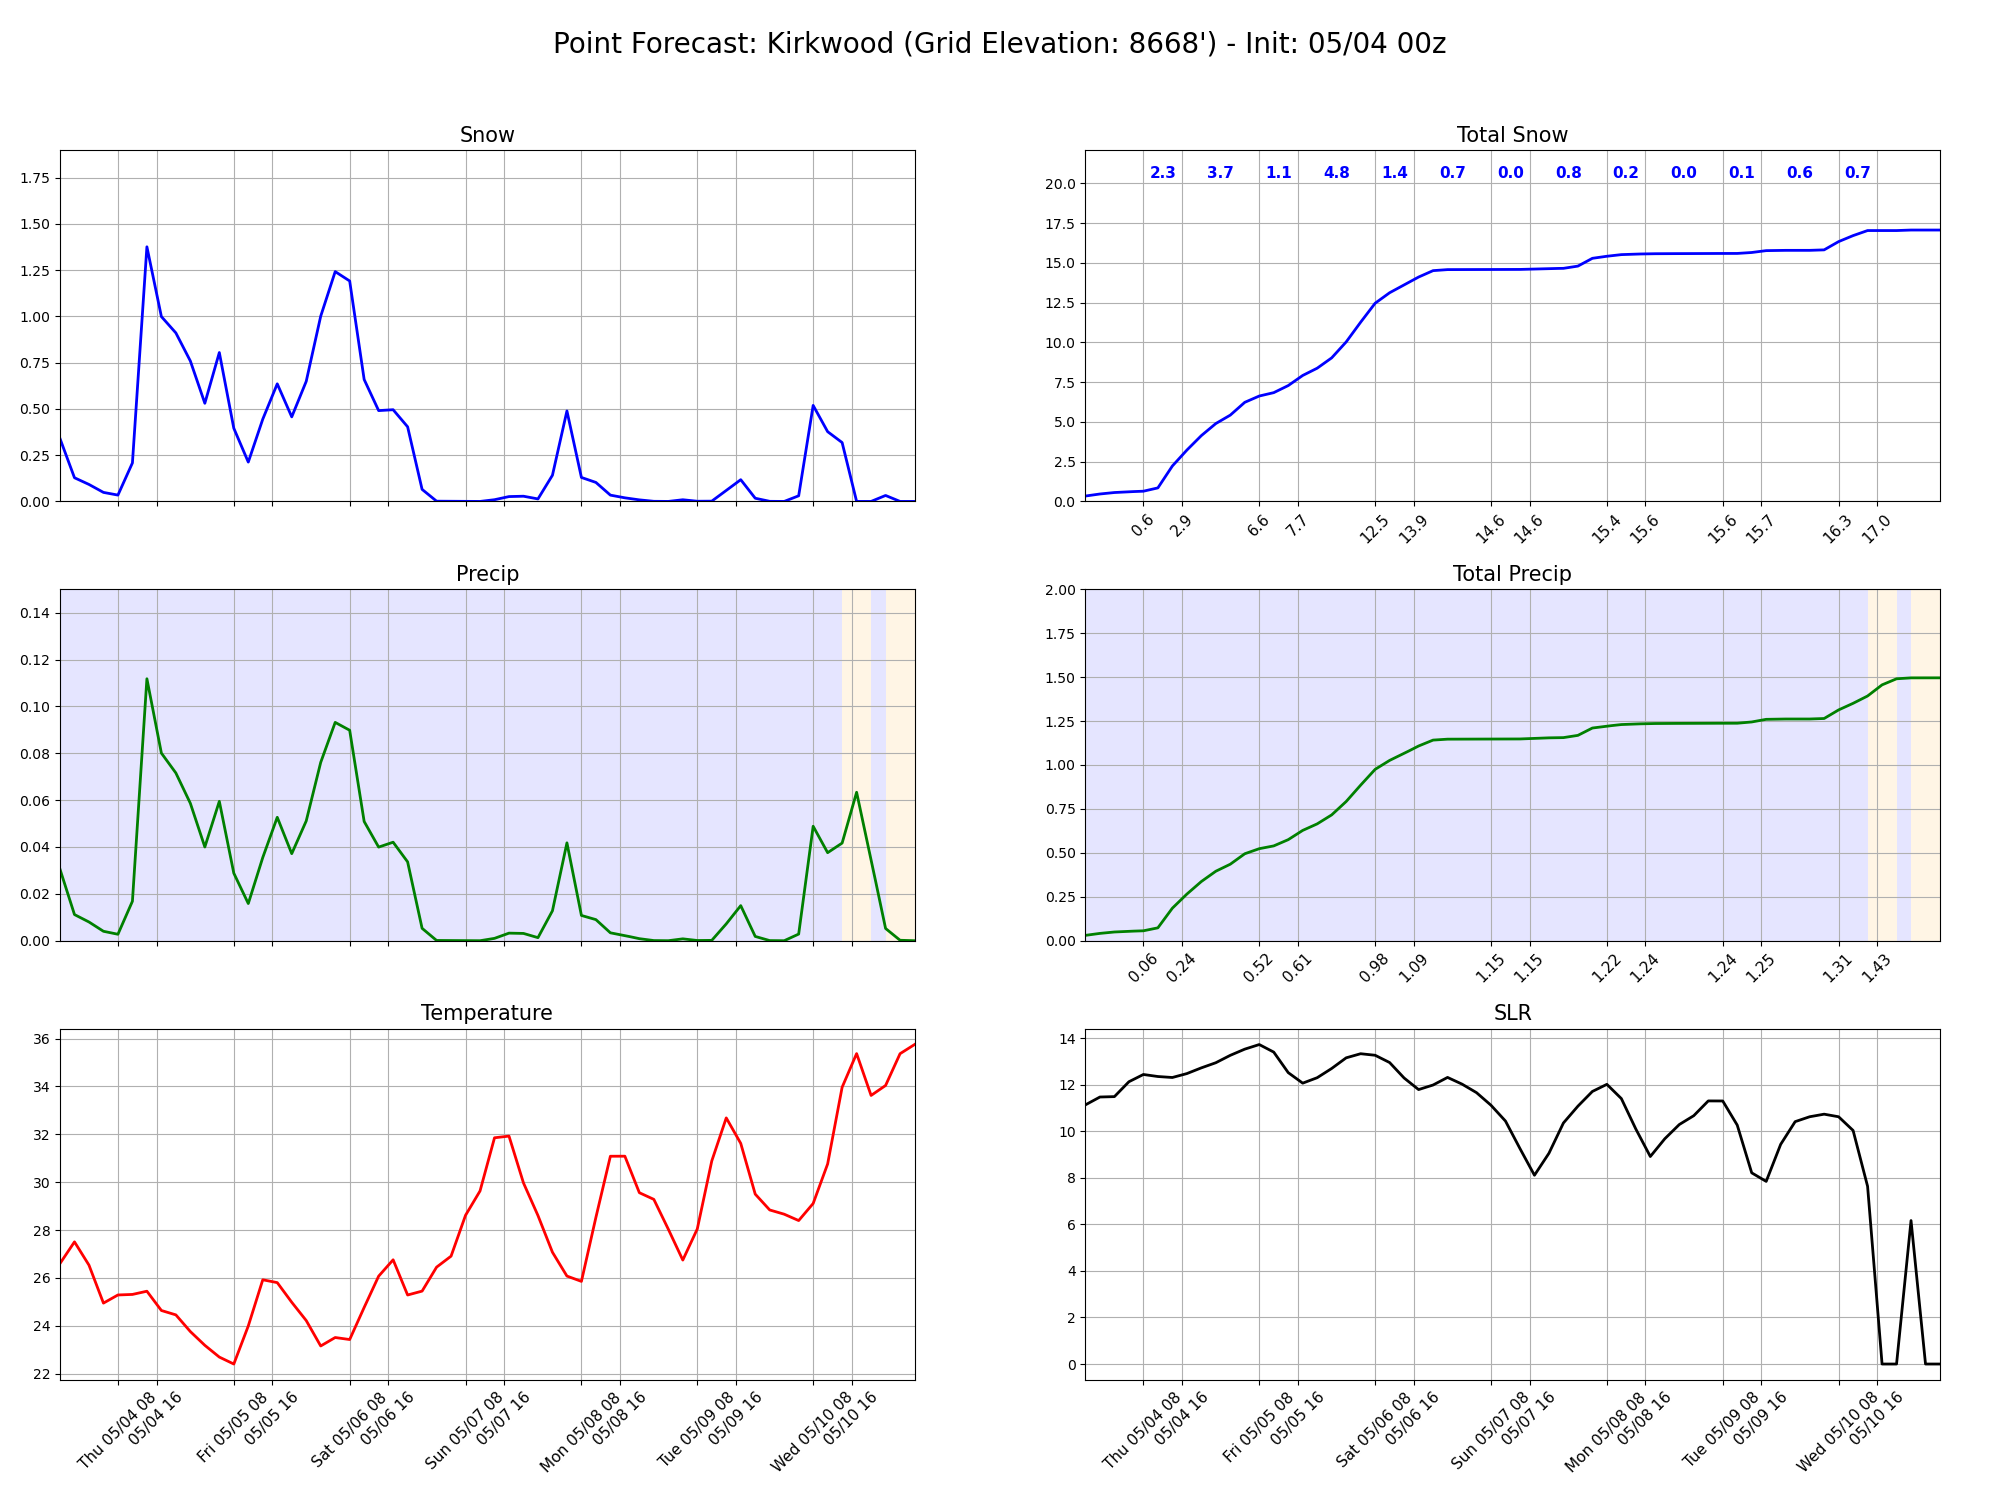 Point Forecast: Kirkwood (Grid Elevation: 8668') - Init: 05/04 00z
Snow
1.75
1.50
1.25
1.00
0.75
0.50
0.25
0.00
Total Snow
2.3 3.7 1.1 4.8 1.4 0.7 0.0 0.8 0.2 0.0 0.1 0.6 0.7
20.0
17.5
15.0
12.5
10.0
7.5
5.0
2.5
0.0
0.6 2.9 6.6 7.7 12.5 13.9 14.6 14.6 15.4 15.6 15.6 15.7 16.3 17.0
Precip
0.14
0.12
0.10
0.08
0.06
0.04
0.02
0.00
Total Precip
2.00
1.75
1.50
1.25
1.00
0.75
0.50
0.25
0.00
0.06 0.24 0.52 0.61 0.98 1.09 1.15 1.15 1.22 1.24 1.24 1.25 1.31 1.43
Temperature
36
34
32
30
28
26
24
22
Thu 05/04 08
05/04 16
Fri 05/05 08
05/05 16
Sat 05/06 08
05/06 16
Sun 05/07 08
05/07 16
Mon 05/08 08
05/08 16
Tue 05/09 08
05/09 16
Wed 05/10 08
05/10 16
SLR
14
12
10
8
6
4
2
0
Thu 05/04 08
05/04 16
Fri 05/05 08
05/05 16
Sat 05/06 08
05/06 16
Sun 05/07 08
05/07 16
Mon 05/08 08
05/08 16
Tue 05/09 08
05/09 16
Wed 05/10 08
05/10 16